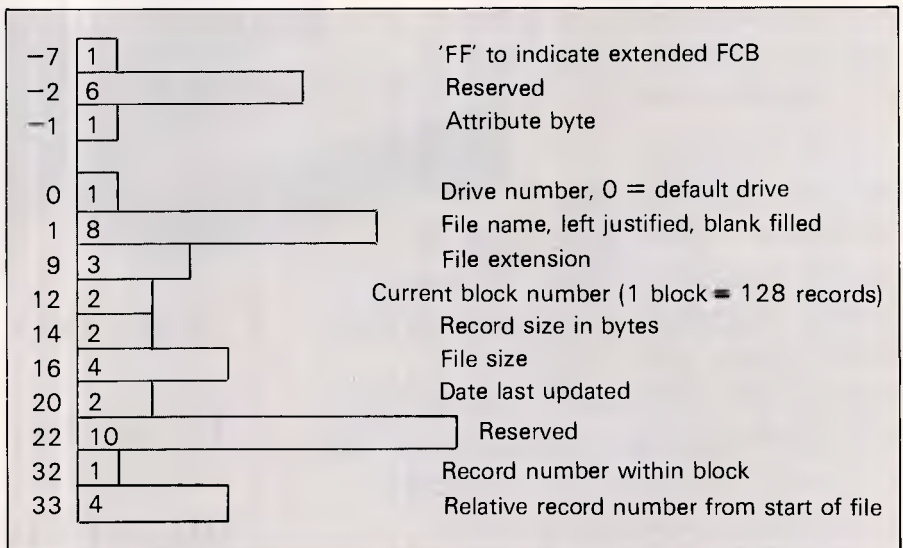 −7 1 'FF' to indicate extended FCB
−2 6 Reserved
−1 1 Attribute byte
0 1 Drive number, 0 = default drive
1 8 File name, left justified, blank filled
9 3 File extension
12 2 Current block number (1 block = 128 records)
14 2 Record size in bytes
16 4 File size
20 2 Date last updated
22 10 Reserved
32 1 Record number within block
33 4 Relative record number from start of file